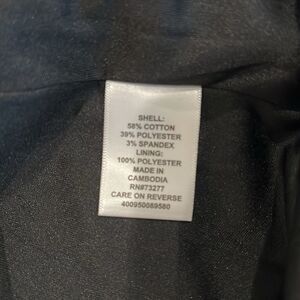 SHELL:
58% COTTON
39% POLYESTER
3% SPANDEX
LINING:
100% POLYESTER
MADE IN
CAMBODIA
RN#73277
CARE ON REVERSE
400950089580